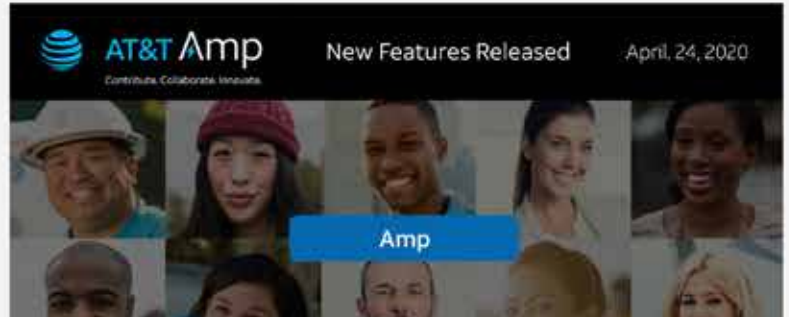 AT&T Amp
New Features Released
April, 24, 2020
Contribute. Collaborate. Innovate.
Amp